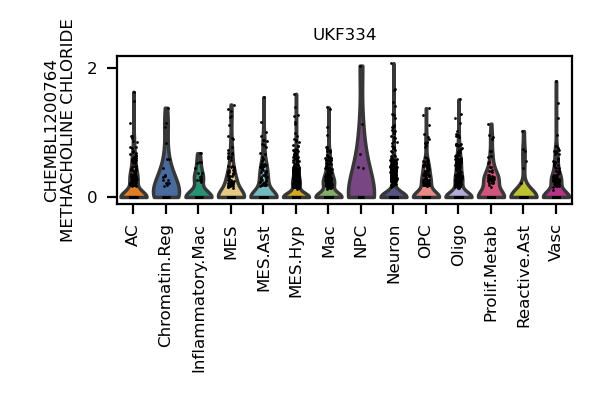 UKF334
CHEMBL1200764
METHACHOLINE CHLORIDE
2
0
AC
Chromatin.Reg
Inflammatory.Mac
MES
MES.Ast
MES.Hyp
Mac
NPC
Neuron
OPC
Oligo
Prolif.Metab
Reactive.Ast
Vasc